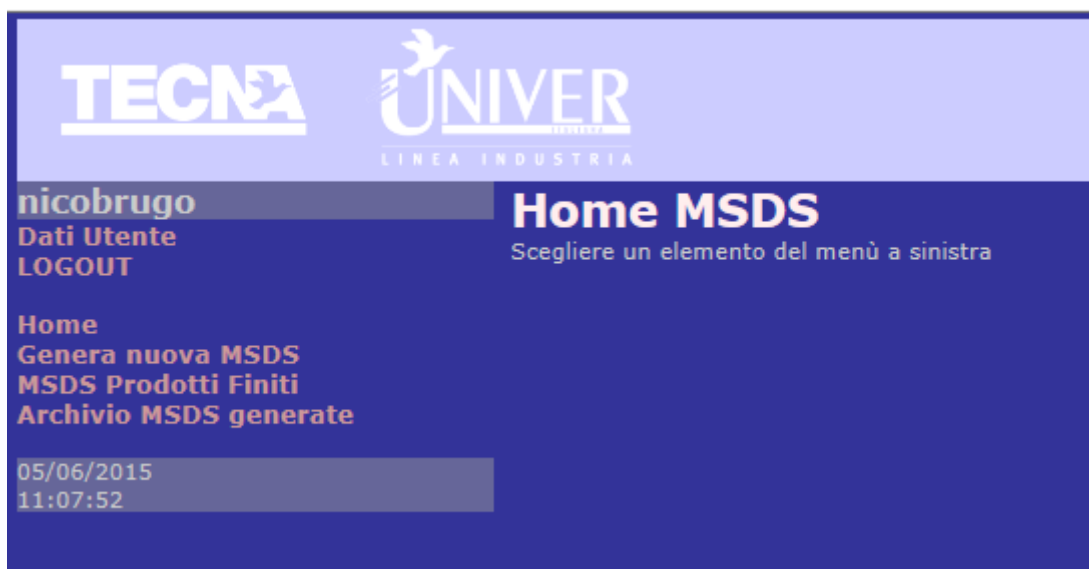 TECNA
UNIVER
LINEA INDUSTRIA
nicobrugo
Dati Utente
LOGOUT
Home
Genera nuova MSDS
MSDS Prodotti Finiti
Archivio MSDS generate
05/06/2015
11:07:52
Home MSDS
Scegliere un elemento del menù a sinistra